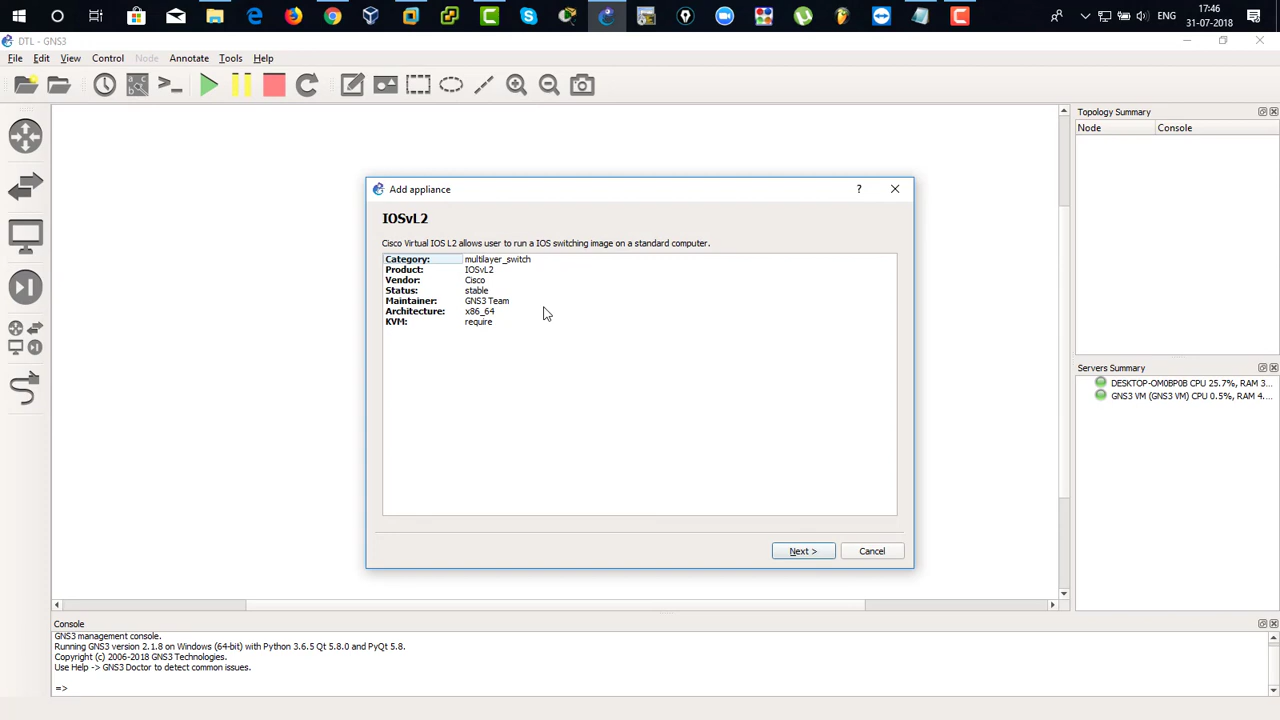 17:46
ENG
31-07-2018
DTL - GNS3
File Edit View Control Node Annotate Tools Help
Topology Summary
Node Console
Add appliance
?
IOSvL2
Cisco Virtual IOS L2 allows user to run a IOS switching image on a standard computer.
Category: multilayer_switch
Product: IOSvL2
Vendor: Cisco
Status: stable
Maintainer: GNS3 Team
Architecture: x86_64
KVM: require
Next >
Cancel
Servers Summary
DESKTOP-OM0BP0B CPU 25.7%, RAM 3...
GNS3 VM (GNS3 VM) CPU 0.5%, RAM 4....
Console
GNS3 management console.
Running GNS3 version 2.1.8 on Windows (64-bit) with Python 3.6.5 Qt 5.8.0 and PyQt 5.8.
Copyright (c) 2006-2018 GNS3 Technologies.
Use Help -> GNS3 Doctor to detect common issues.
=>